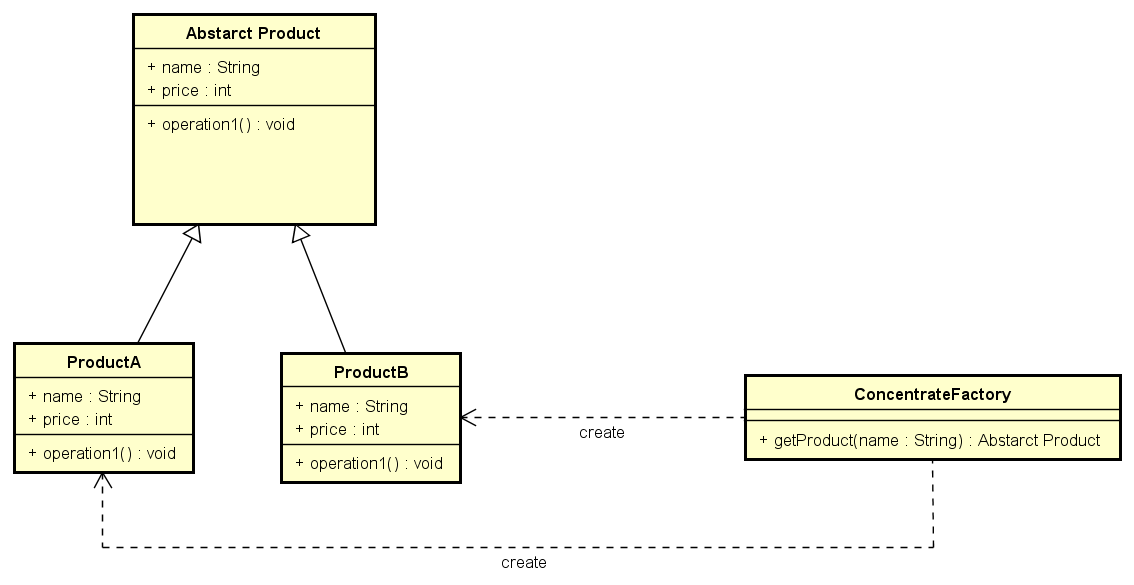 Abstarct Product
+ name : String
+ price : int
+ operation1() : void
ProductA
+ name : String
+ price : int
+ operation1() : void
ProductB
+ name : String
+ price : int
+ operation1() : void
ConcentrateFactory
+ getProduct(name : String) : Abstarct Product
create
create